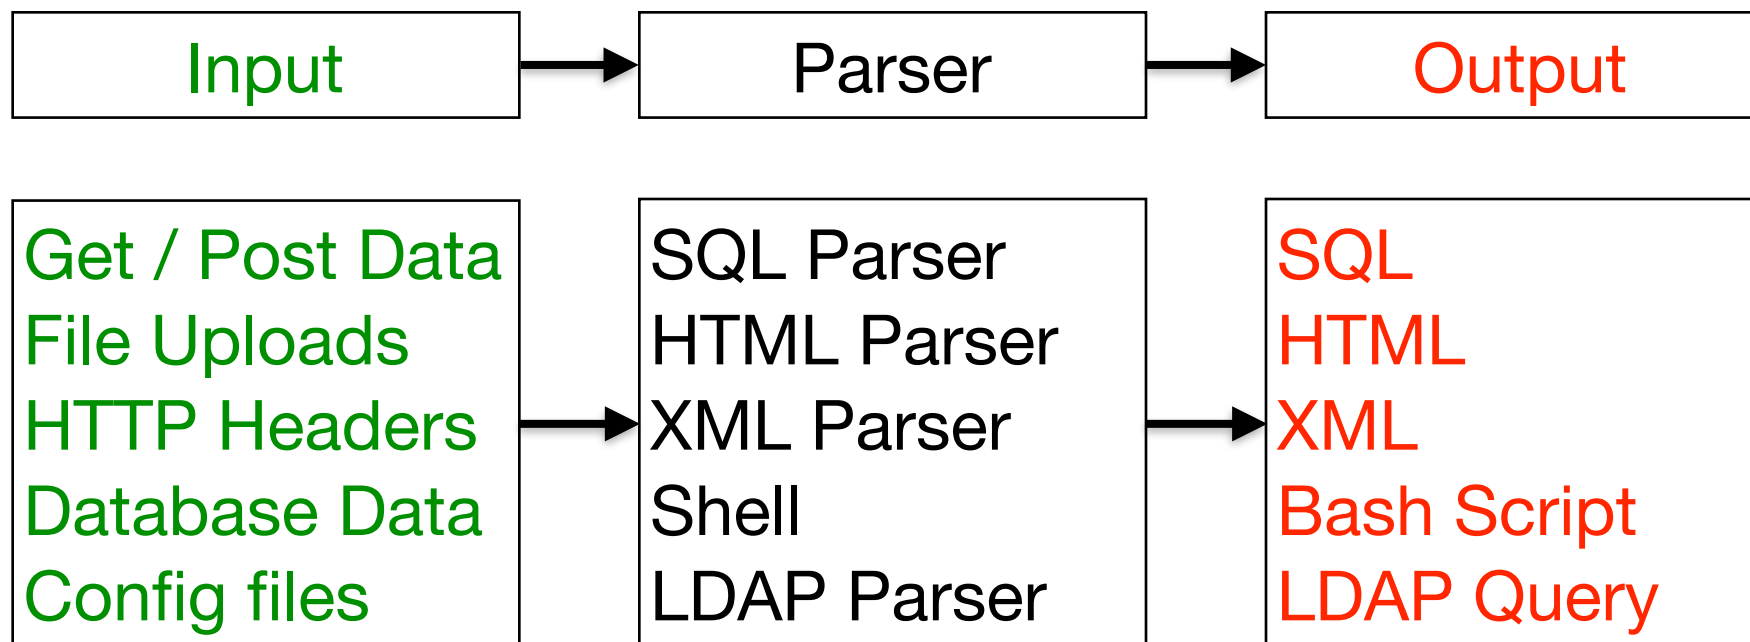 Input
Parser
Output
Get / Post Data
File Uploads
HTTP Headers
Database Data
Config files
SQL Parser
HTML Parser
XML Parser
Shell
LDAP Parser
SQL
HTML
XML
Bash Script
LDAP Query